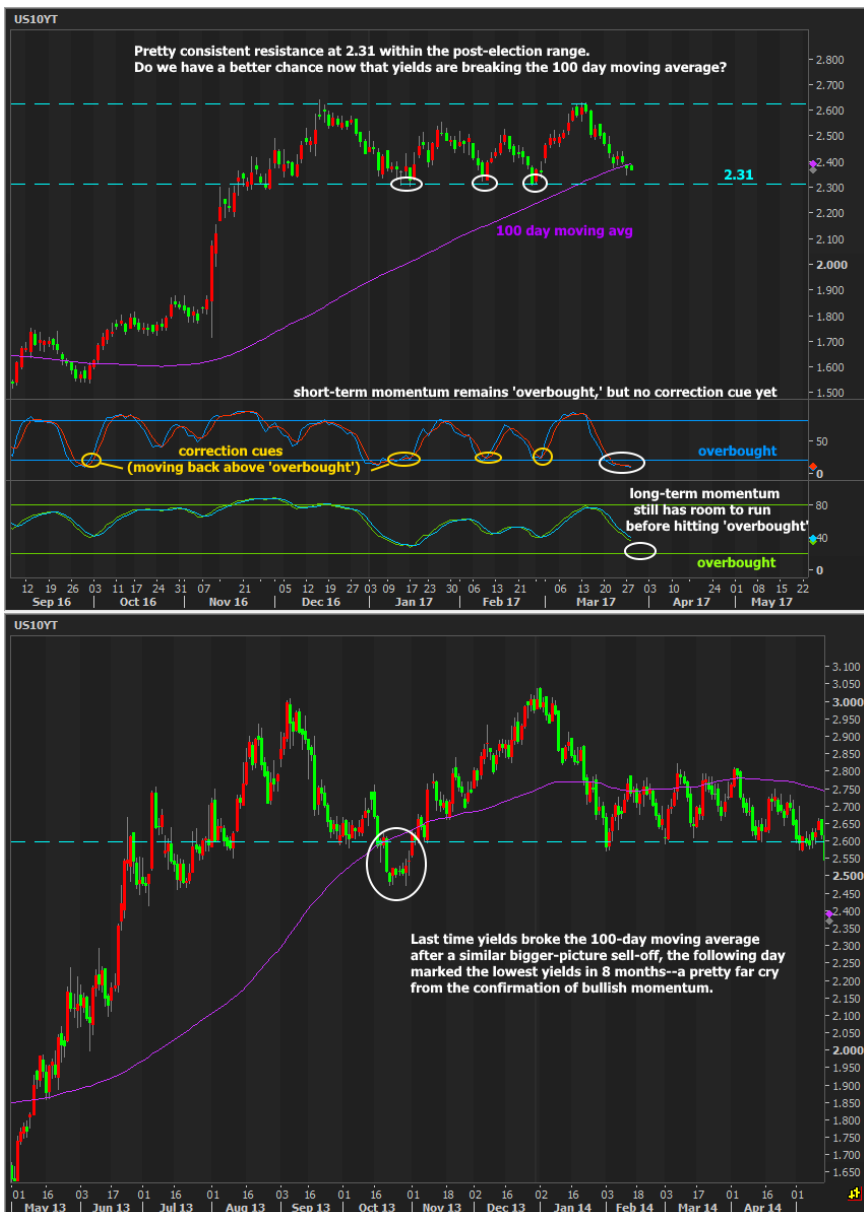 US10YT
Pretty consistent resistance at 2.31 within the post-election range.
Do we have a better chance now that yields are breaking the 100 day moving average?
2.800
2.700
2.600
2.500
2.400
2.31
2.300
2.200
100 day moving avg
2.100
2.000
1.900
1.800
1.700
1.600
1.500
short-term momentum remains 'overbought,' but no correction cue yet
correction cues
(moving back above 'overbought')
overbought
50
0
long-term momentum
still has room to run
before hitting 'overbought'
80
40
overbought
0
12 19 26 03 11 17 24 31 07 05 12 19 03 09 17 23 30 06 13 21 06 13 20 27 03 10 24 01 08 15 22
Sep 16 Oct 16 Nov 16 Dec 16 Jan 17 Feb 17 Mar 17 Apr 17 May 17
US10YT
3.100
3.050
3.000
2.950
2.900
2.850
2.800
2.750
2.700
2.650
2.600
2.550
2.500
2.450
2.400
2.350
2.300
2.250
2.200
2.150
2.100
2.050
2.000
1.950
1.900
1.850
1.800
1.750
1.700
1.650
Last time yields broke the 100-day moving average
after a similar bigger-picture sell-off, the following day
marked the lowest yields in 8 months--a pretty far cry
from the confirmation of bullish momentum.
01 16 03 17 01 16 01 16 03 16 01 16 01 18 02 16 02 16 03 18 03 17 01 16 01
May 13 Jun 13 Jul 13 Aug 13 Sep 13 Oct 13 Nov 13 Dec 13 Jan 14 Feb 14 Mar 14 Apr 14